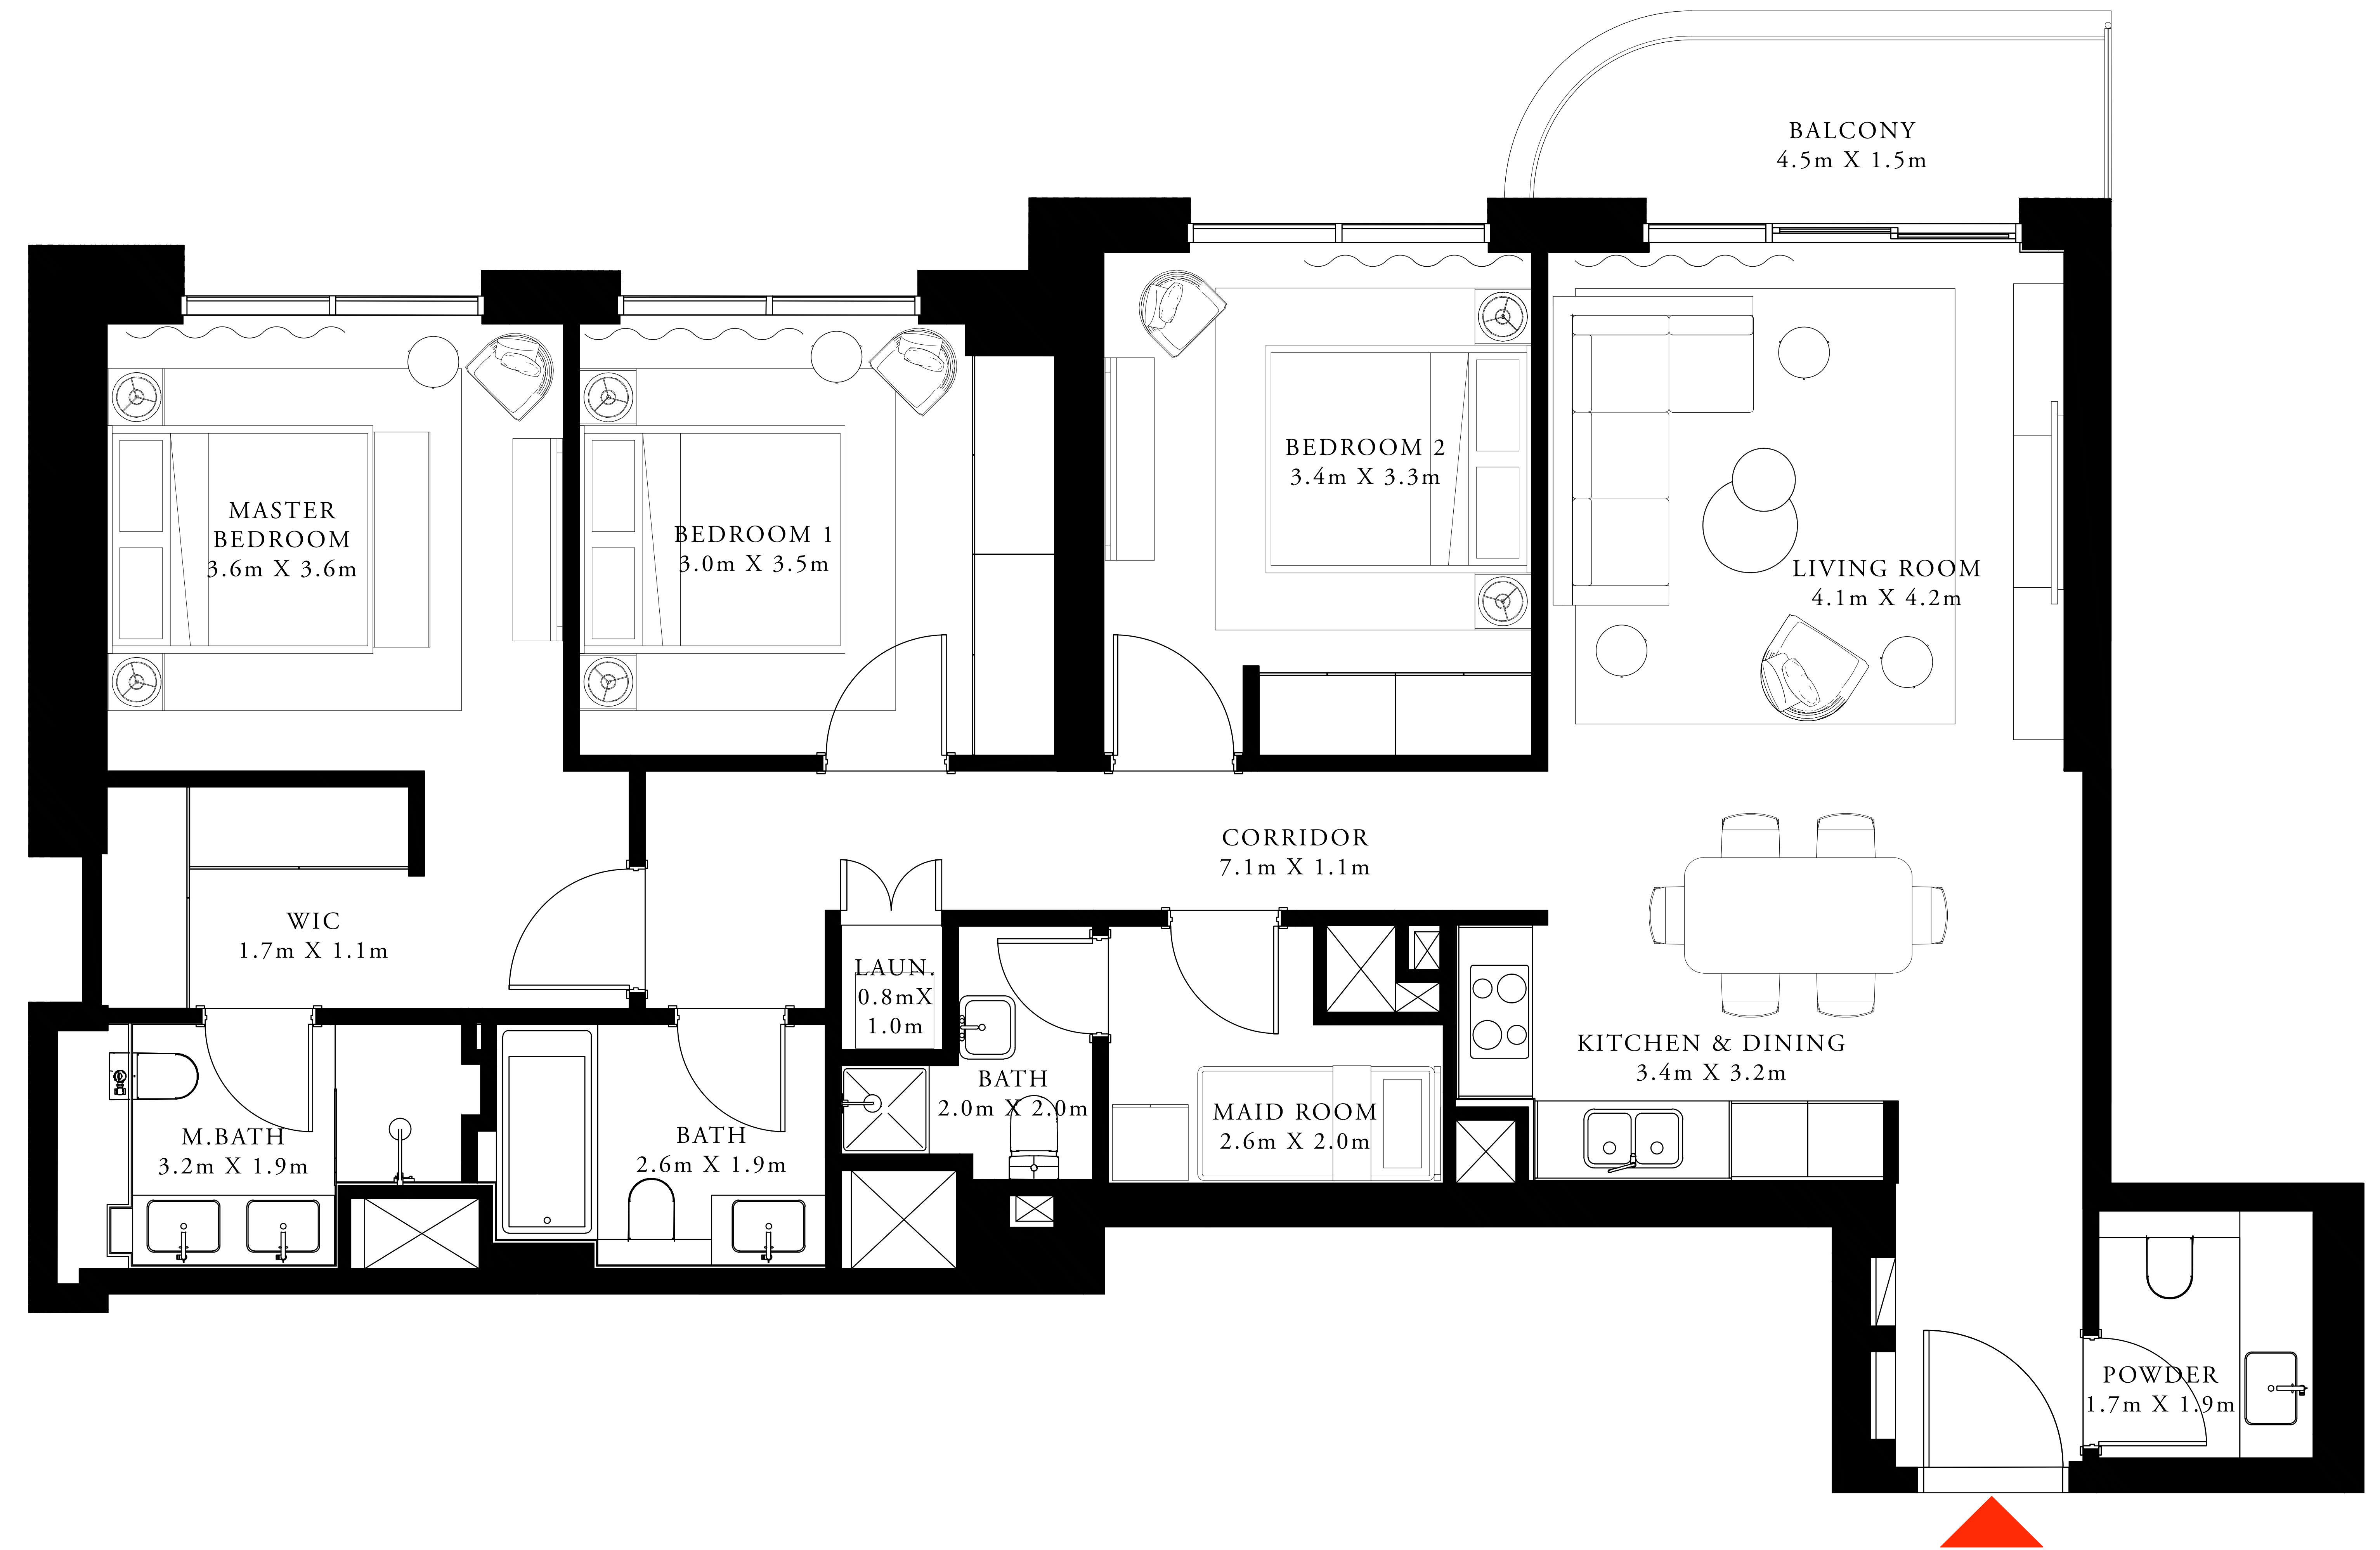 BALCONY
4.5m X 1.5m
MASTER
BEDROOM
3.6m X 3.6m
BEDROOM 1
3.0m X 3.5m
BEDROOM 2
3.4m X 3.3m
LIVING ROOM
4.1m X 4.2m
CORRIDOR
7.1m X 1.1m
WIC
1.7m X 1.1m
LAUN.
0.8mX
1.0m
KITCHEN & DINING
3.4m X 3.2m
M.BATH
3.2m X 1.9m
BATH
2.6m X 1.9m
BATH
2.0m X 2.0m
MAID ROOM
2.6m X 2.0m
POWDER
1.7m X 1.9m